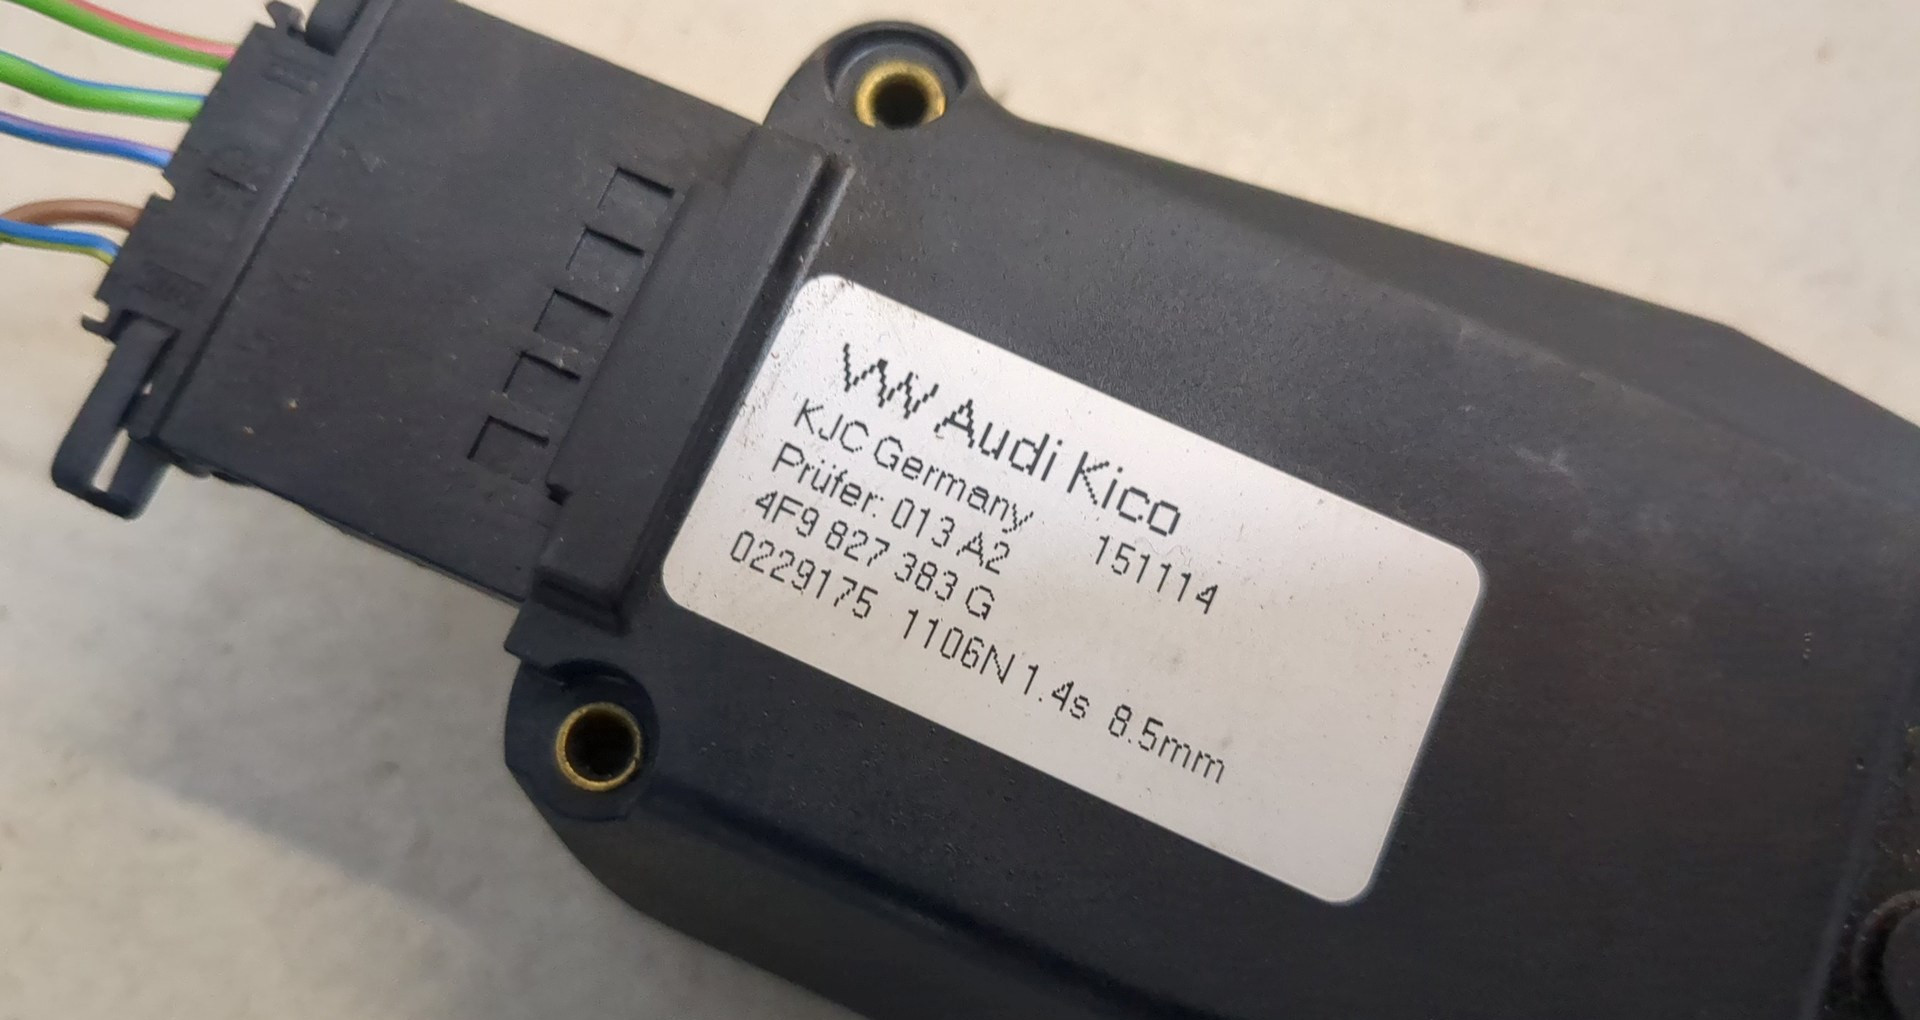 VW Audi Kico
KJC Germany 151114
Prüfer: 013 A2
4F9 827 383 G
0229175 1106N 1.4s 8.5mm